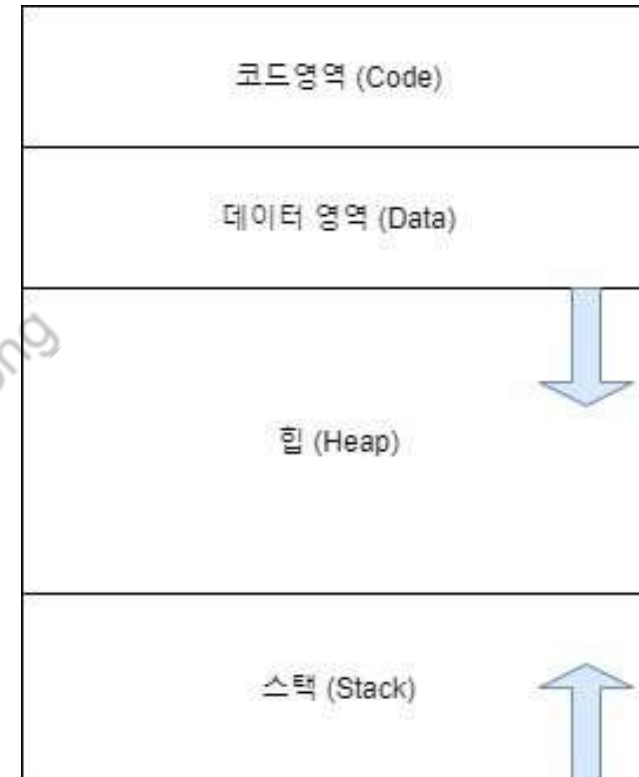 코드영역 (Code)
데이터 영역 (Data)
힙 (Heap)
스택 (Stack)